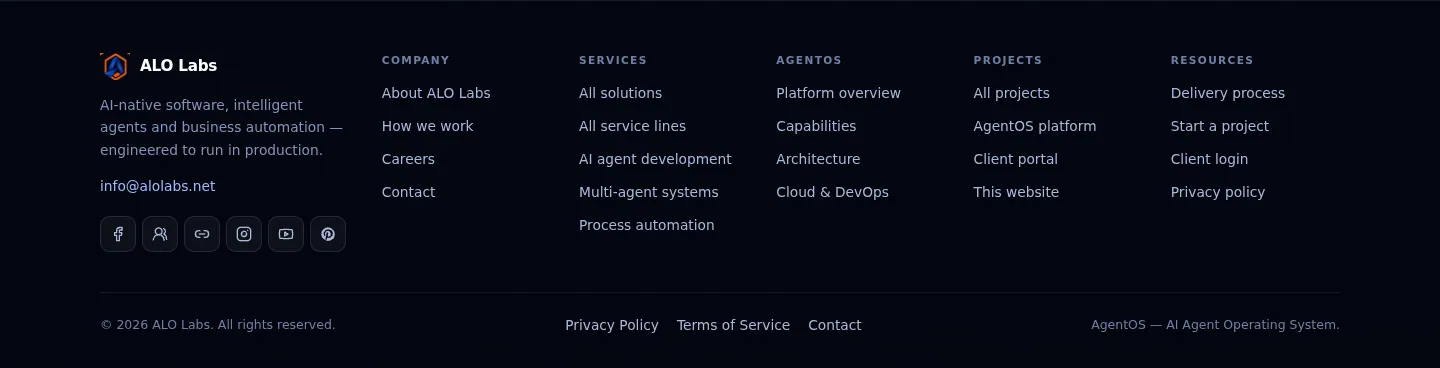 ALO Labs
AI-native software, intelligent
agents and business automation —
engineered to run in production.
info@alolabs.net
COMPANY
About ALO Labs
How we work
Careers
Contact
SERVICES
All solutions
All service lines
AI agent development
Multi-agent systems
Process automation
AGENTOS
Platform overview
Capabilities
Architecture
Cloud & DevOps
PROJECTS
All projects
AgentOS platform
Client portal
This website
RESOURCES
Delivery process
Start a project
Client login
Privacy policy
© 2026 ALO Labs. All rights reserved.
Privacy Policy Terms of Service Contact
AgentOS — AI Agent Operating System.